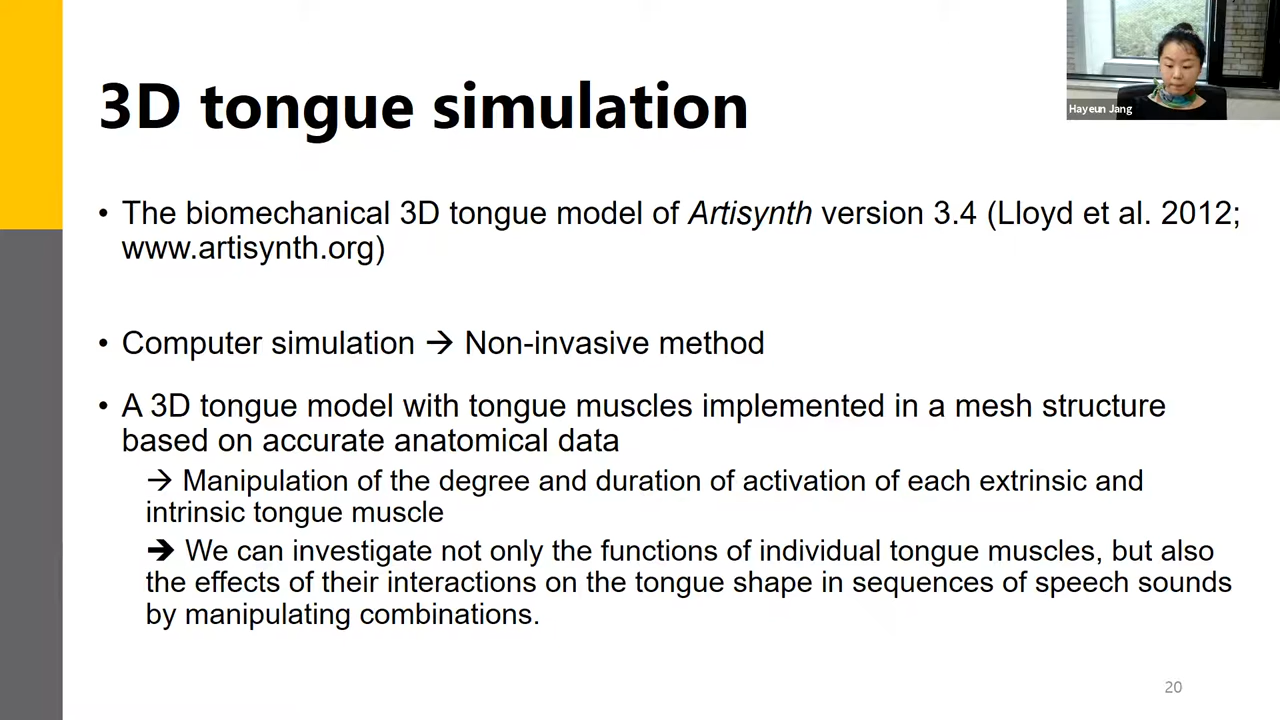 3D tongue simulation
Hayeun Jang
• The biomechanical 3D tongue model of Artisynth version 3.4 (Lloyd et al. 2012;
www.artisynth.org)
• Computer simulation → Non-invasive method
• A 3D tongue model with tongue muscles implemented in a mesh structure
based on accurate anatomical data
→ Manipulation of the degree and duration of activation of each extrinsic and
intrinsic tongue muscle
➔ We can investigate not only the functions of individual tongue muscles, but also
the effects of their interactions on the tongue shape in sequences of speech sounds
by manipulating combinations.
20